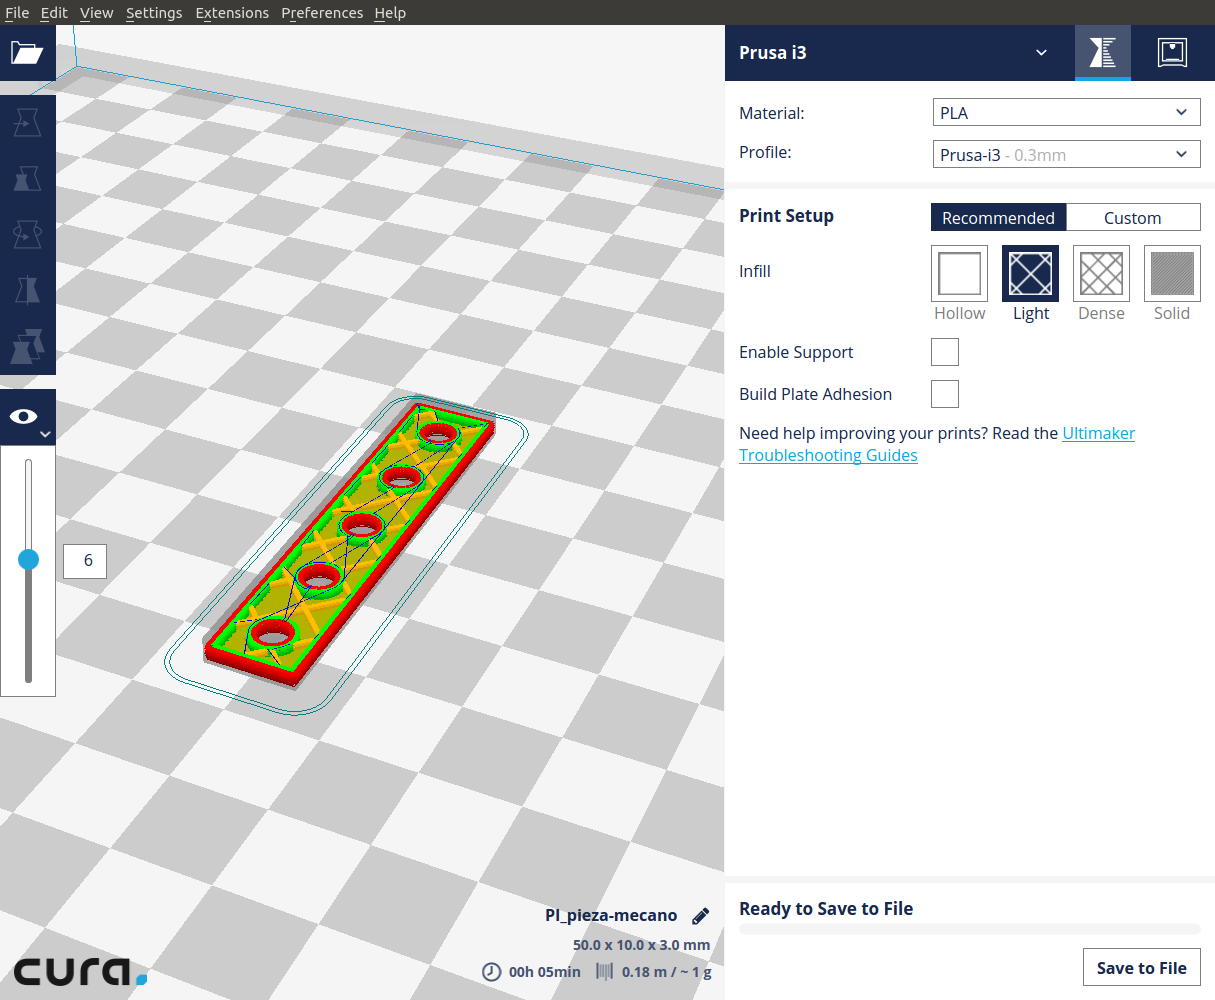 File Edit View Settings Extensions Preferences Help
Prusa i3
Material: PLA
Profile: Prusa-i3 - 0.3mm
Print Setup Recommended Custom
Infill
Hollow Light Dense Solid
Enable Support
Build Plate Adhesion
Need help improving your prints? Read the Ultimaker
Troubleshooting Guides
6
PI_pieza-mecano
50.0 x 10.0 x 3.0 mm
00h 05min 0.18 m / ~ 1 g
cura.
Ready to Save to File
Save to File